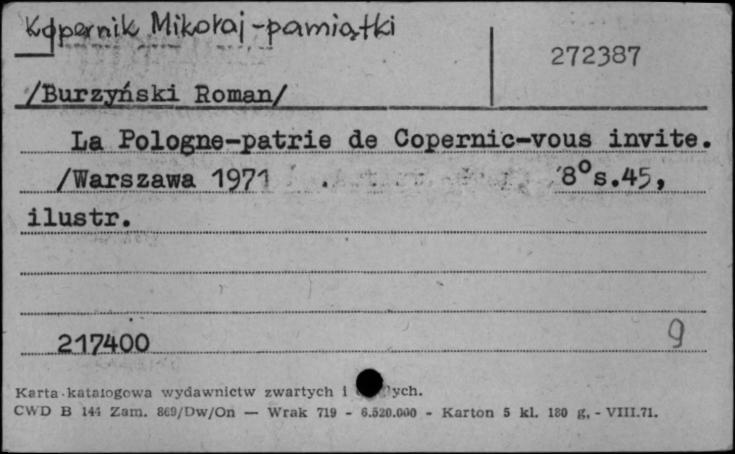 Kopernik Mikołaj-pamiątki
272387
/Burzyński Roman/
La Pologne-patrie de Copernic-vous invite.
/Warszawa 1971 . 8°s.45,
ilustr.
217400 9
Karta katalogowa wydawnictw zwartych i
CWD B 144 Zam. 869/Dw/On — Wrak 719 - 6.520.000 - Karton 5 kl. 180 g. - VIII.71.